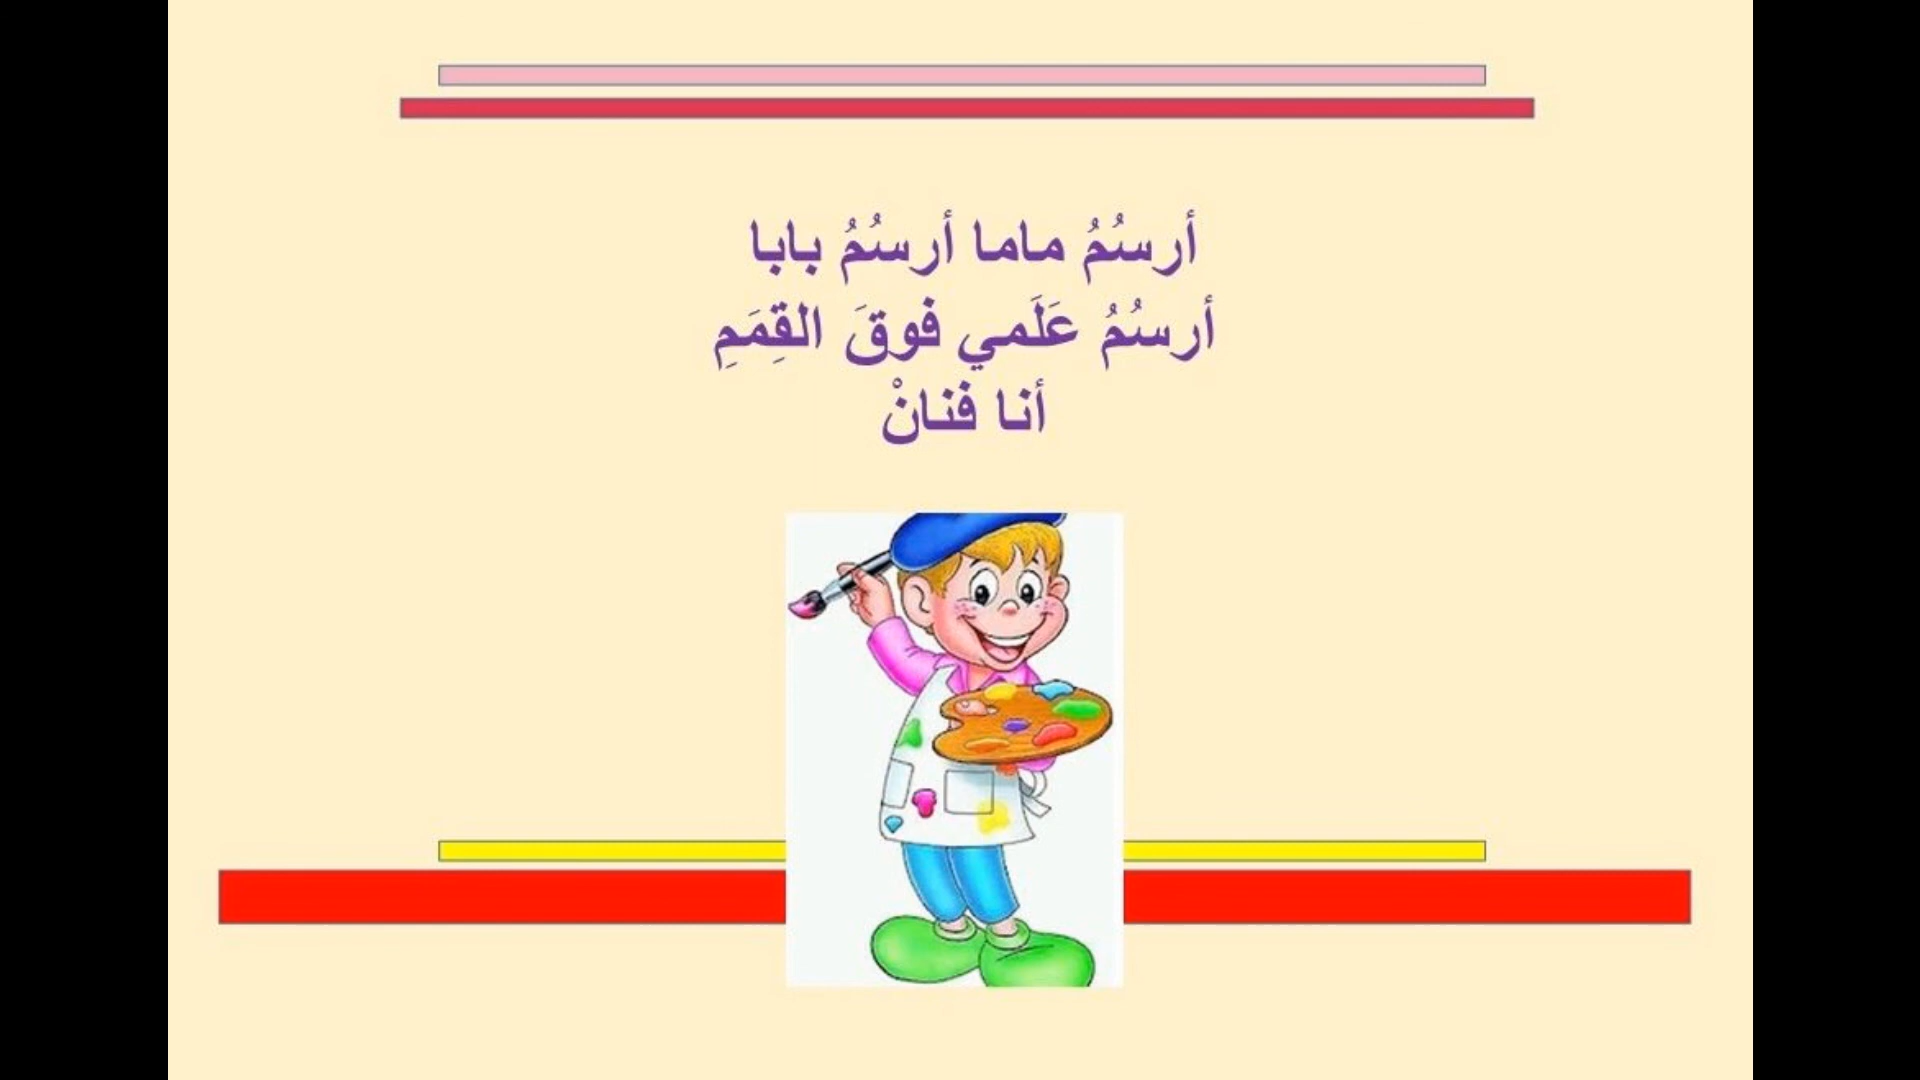 أرسُمُ ماما أرسُمُ بابا
أرسُمُ عَلَمي فوقَ القِمَمِ
أنا فنانْ